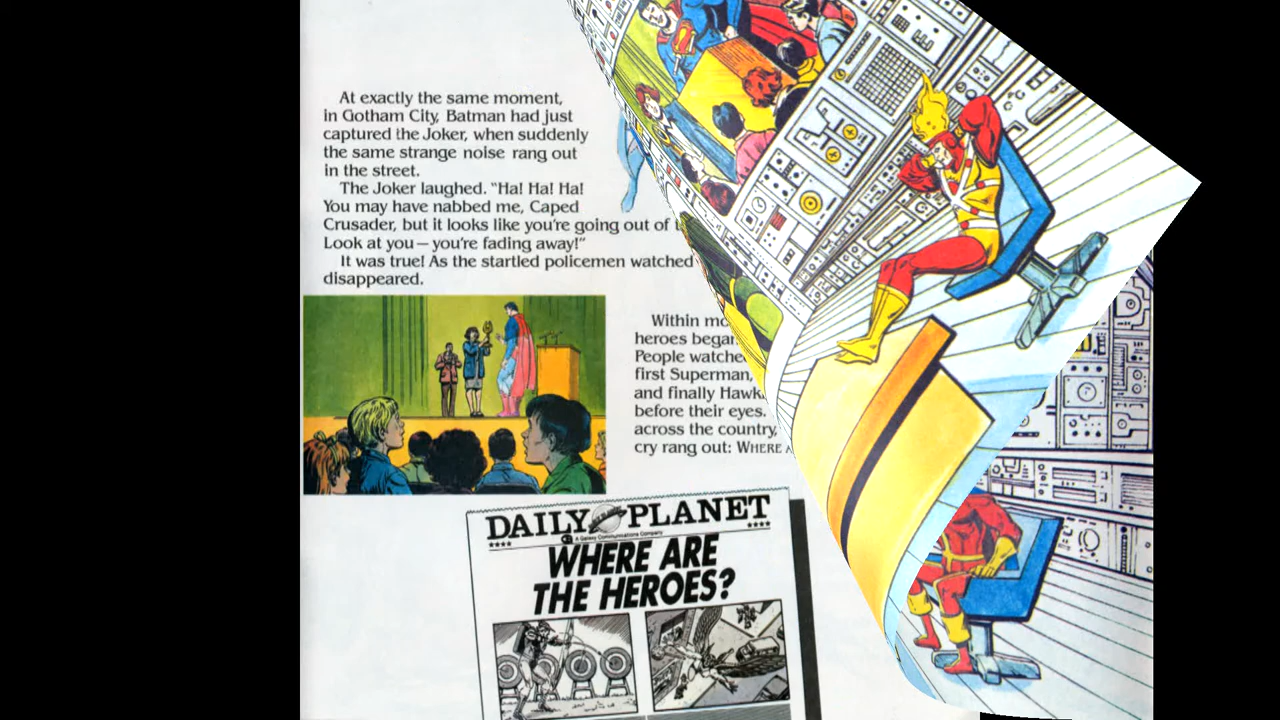 At exactly the same moment,
in Gotham City, Batman had just
captured the Joker, when suddenly
the same strange noise rang out
in the street.
The Joker laughed. “Ha! Ha! Ha!
You may have nabbed me, Caped
Crusader, but it looks like you're going out of
Look at you—you're fading away!”
It was true! As the startled policemen watched
disappeared.
Within
heroes began
People watched
first Superman,
and finally
before their eyes.
across the country,
cry rang out: WHERE
DAILY PLANET
A Galaxy Communications Company
WHERE ARE
THE HEROES?